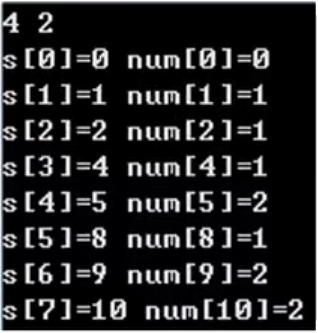 4 2
s[0]=0 num[0]=0
s[1]=1 num[1]=1
s[2]=2 num[2]=1
s[3]=4 num[4]=1
s[4]=5 num[5]=2
s[5]=8 num[8]=1
s[6]=9 num[9]=2
s[7]=10 num[10]=2